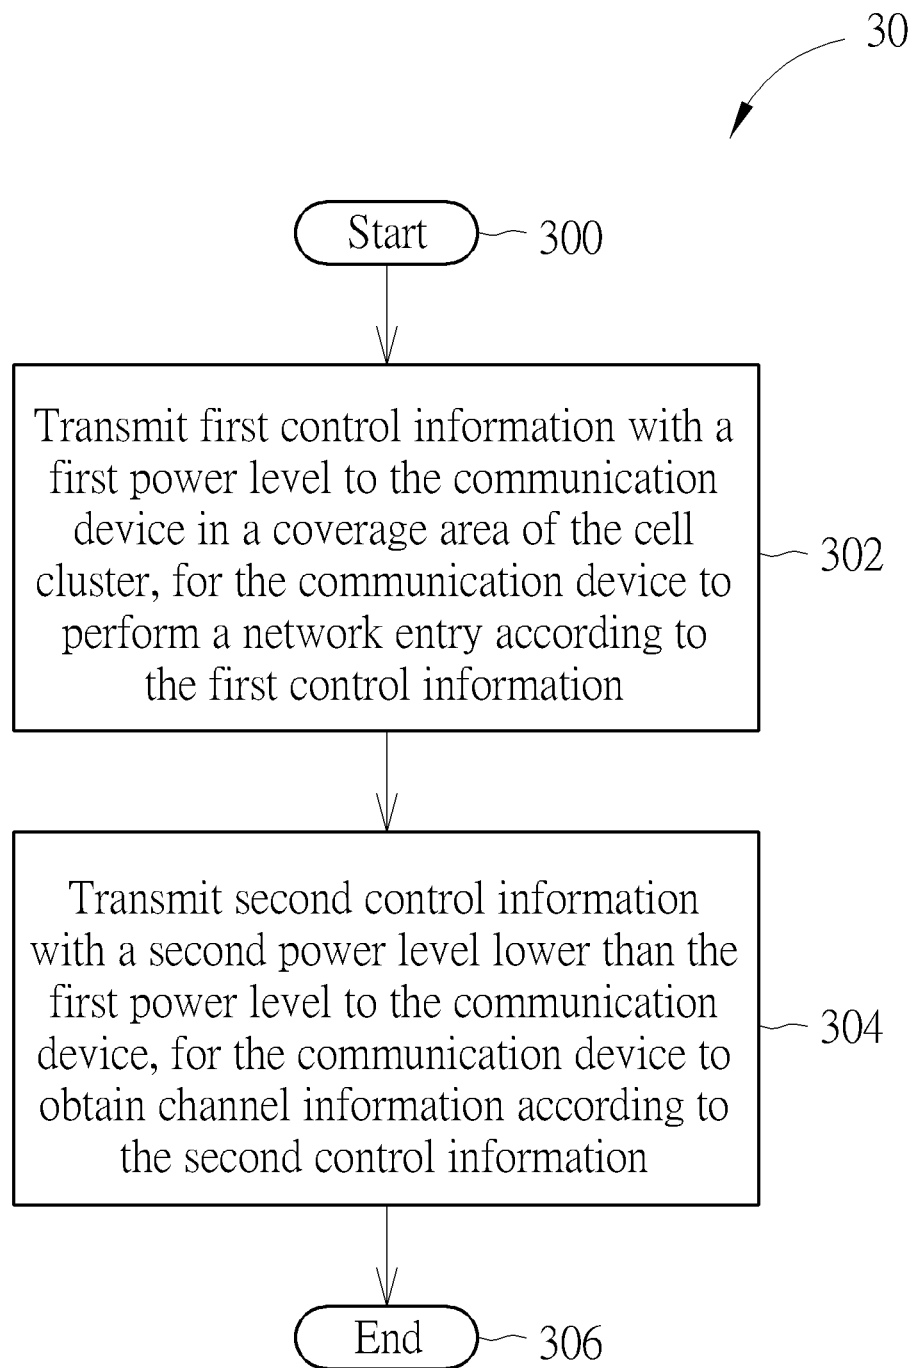 30
Start
300
Transmit first control information with a
first power level to the communication
device in a coverage area of the cell
cluster, for the communication device to
perform a network entry according to
the first control information
302
Transmit second control information
with a second power level lower than the
first power level to the communication
device, for the communication device to
obtain channel information according to
the second control information
304
End
306